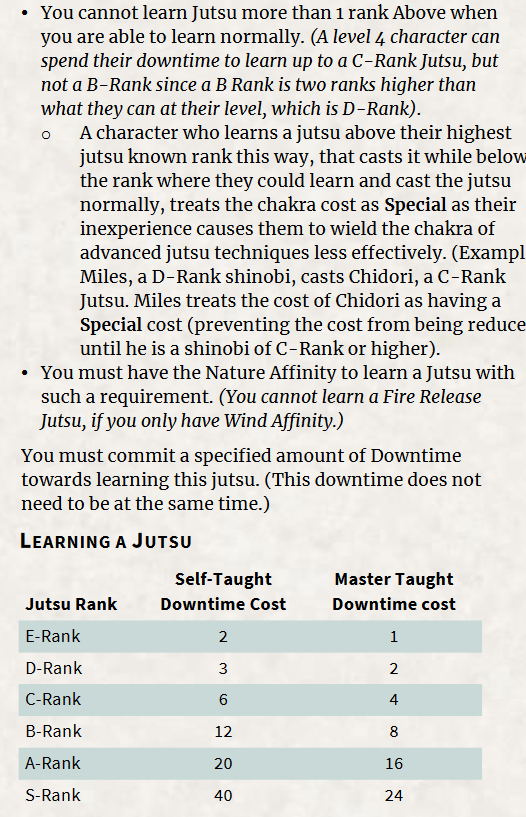 • You cannot learn Jutsu more than 1 rank Above when
you are able to learn normally. (A level 4 character can
spend their downtime to learn up to a C-Rank Jutsu, but
not a B-Rank since a B Rank is two ranks higher than
what they can at their level, which is D-Rank).
o A character who learns a jutsu above their highest
jutsu known rank this way, that casts it while below
the rank where they could learn and cast the jutsu
normally, treats the chakra cost as Special as their
inexperience causes them to wield the chakra of
advanced jutsu techniques less effectively. (Exampl
Miles, a D-Rank shinobi, casts Chidori, a C-Rank
Jutsu. Miles treats the cost of Chidori as having a
Special cost (preventing the cost from being reduce
until he is a shinobi of C-Rank or higher).
• You must have the Nature Affinity to learn a Jutsu with
such a requirement. (You cannot learn a Fire Release
Jutsu, if you only have Wind Affinity.)
You must commit a specified amount of Downtime
towards learning this jutsu. (This downtime does not
need to be at the same time.)
LEARNING A JUTSU
Self-Taught Master Taught
Jutsu Rank Downtime Cost Downtime cost
E-Rank 2 1
D-Rank 3 2
C-Rank 6 4
B-Rank 12 8
A-Rank 20 16
S-Rank 40 24